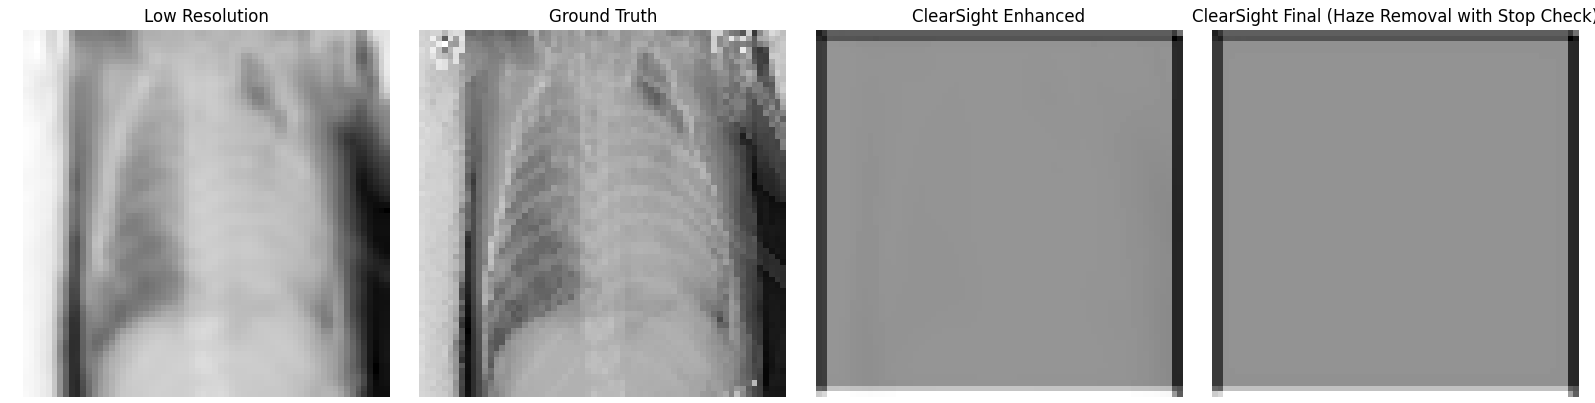 Low Resolution
Ground Truth
ClearSight Enhanced
ClearSight Final (Haze Removal with Stop Check)